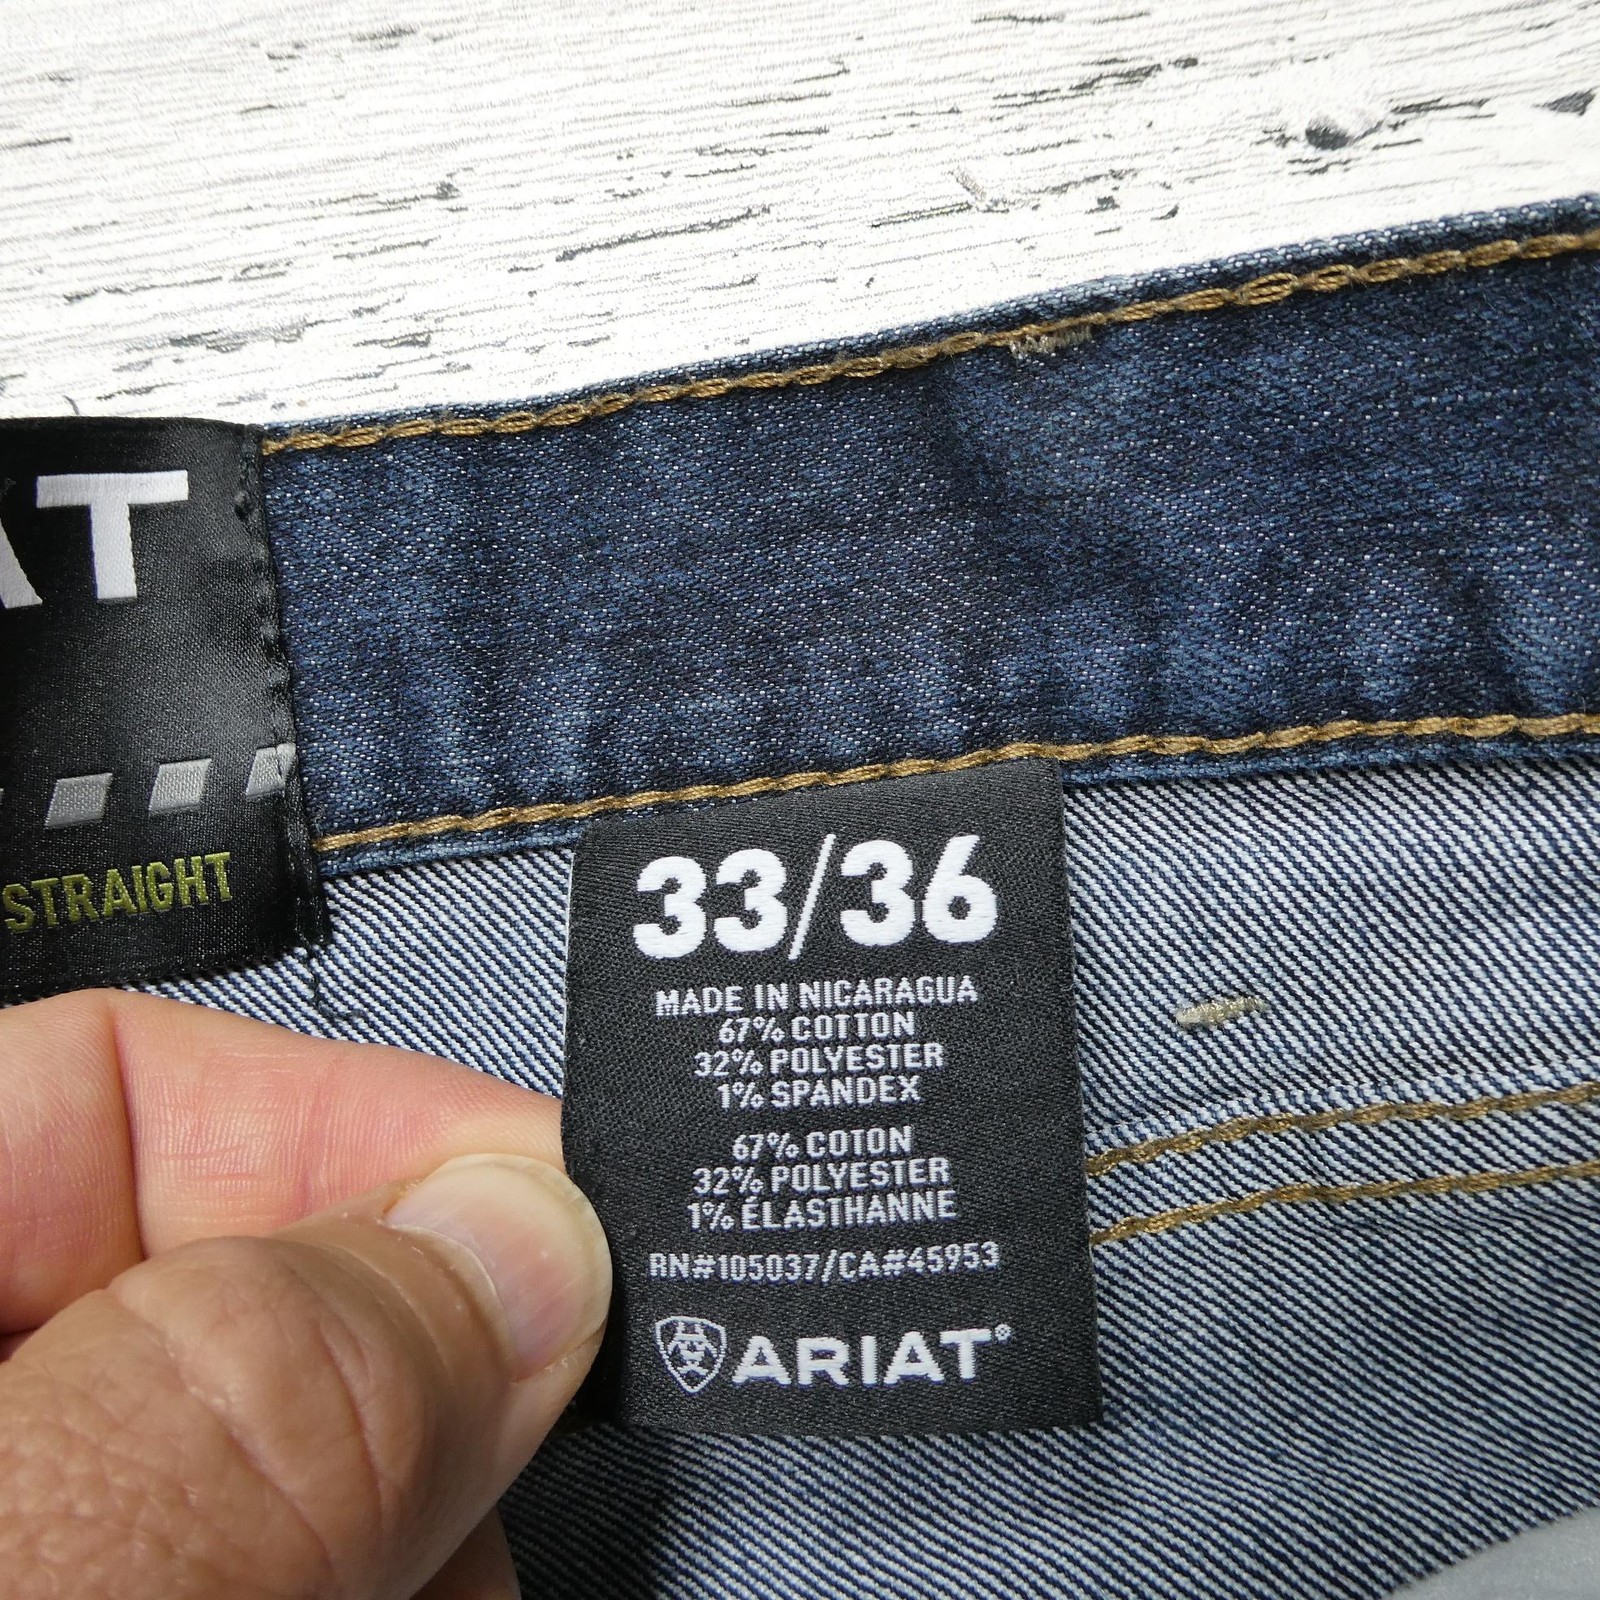 AT
STRAIGHT
33/36
MADE IN NICARAGUA
67% COTTON
32% POLYESTER
1% SPANDEX
67% COTON
32% POLYESTER
1% ÉLASTHANNE
RN#105037/CA#45953
ARIAT®